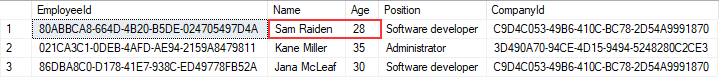 EmployeeId Name Age Position CompanyId
1 80ABBCA8-664D-4B20-B5DE-024705497D4A Sam Raiden 28 Software developer C9D4C053-49B6-410C-BC78-2D54A9991870
2 021CA3C1-0DEB-4AFD-AE94-2159A8479811 Kane Miller 35 Administrator 3D490A70-94CE-4D15-9494-5248280C2CE3
3 86DBA8C0-D178-41E7-938C-ED49778FB52A Jana McLeaf 30 Software developer C9D4C053-49B6-410C-BC78-2D54A9991870